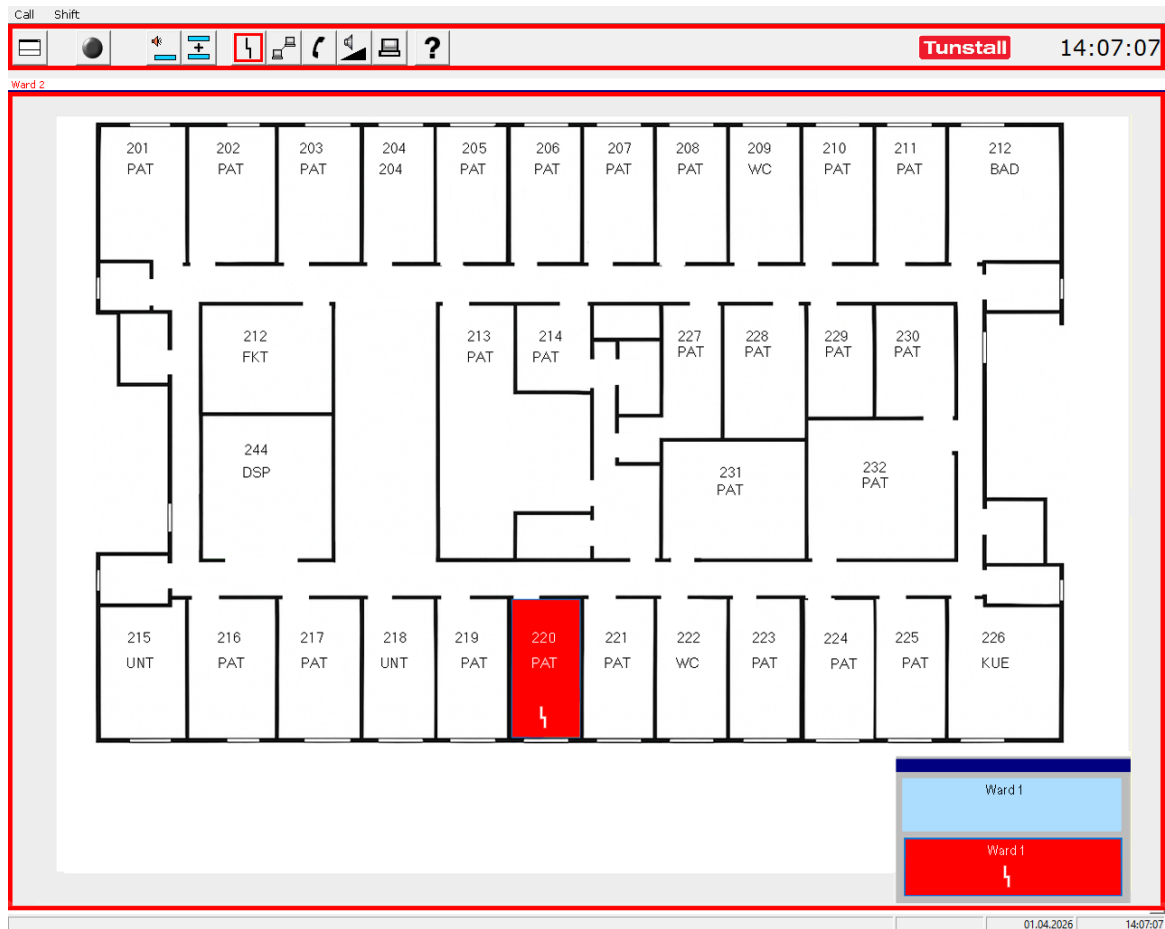 Call Shift
? Tunstall 14:07:07
Ward 2
201 202 203 204 205 206 207 208 209 210 211 212
PAT PAT PAT 204 PAT PAT PAT PAT WC PAT PAT BAD
212 213 214 227 228 229 230
FKT PAT PAT PAT PAT PAT PAT
244
DSP
231 232
PAT PAT
215 216 217 218 219 220 221 222 223 224 225 226
UNT PAT PAT UNT PAT PAT PAT WC PAT PAT PAT KUE
Ward 1
Ward 1
01.04.2026 14:07:07